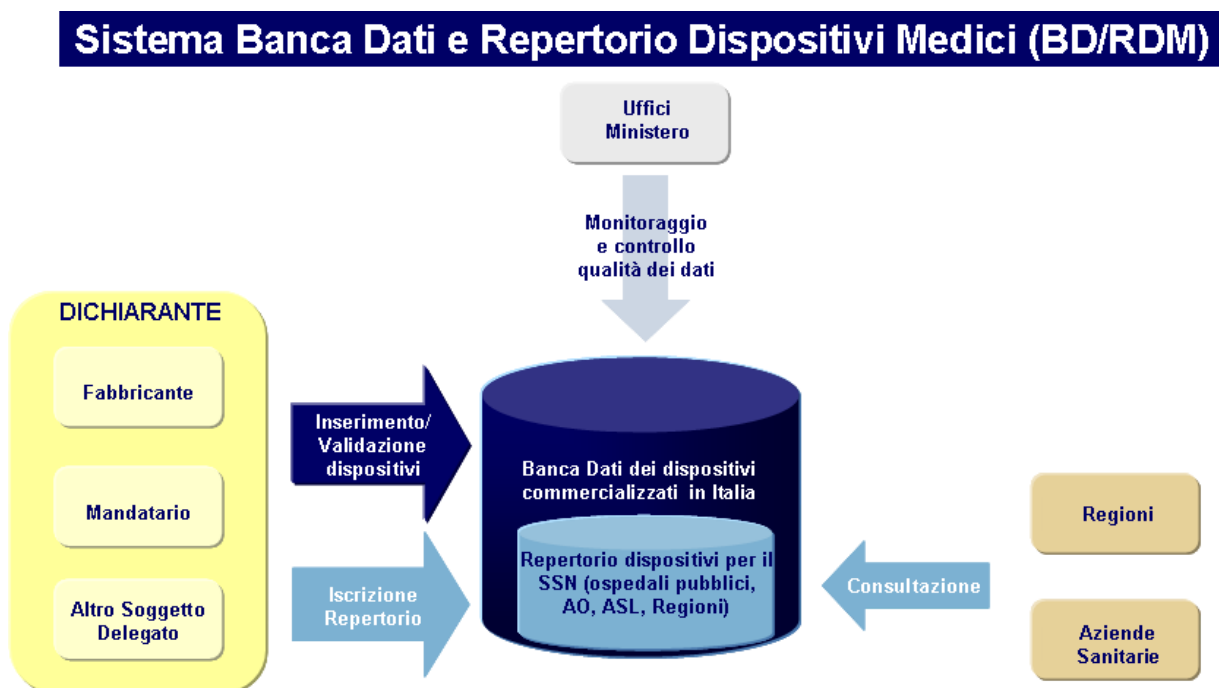 Sistema Banca Dati e Repertorio Dispositivi Medici (BD/RDM)
Uffici
Ministero
Monitoraggio
e controllo
qualità dei dati
DICHIARANTE
Fabbricante
Mandatario
Altro Soggetto
Delegato
Inserimento/
Validazione
dispositivi
Iscrizione
Repertorio
Banca Dati dei dispositivi
commercializzati in Italia
Repertorio dispositivi per il
SSN (ospedali pubblici,
AO, ASL, Regioni)
Consultazione
Regioni
Aziende
Sanitarie